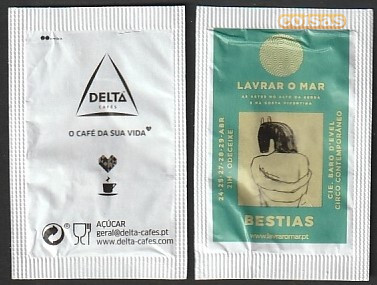 DELTA
CAFÉS
O CAFÉ DA SUA VIDA
AÇÚCAR
geral@delta-cafes.pt
www.delta-cafes.com
coisas
LAVRAR O MAR
AS ARTES NO ALTO DA SERRA
E NA COSTA VICENTINA
24-25-27-28-29-ABR
21H - ODECEIXE
CIE. BARO D'EVEL
CIRCO CONTEMPORÂNEO
BESTIAS
www.lavraromar.pt